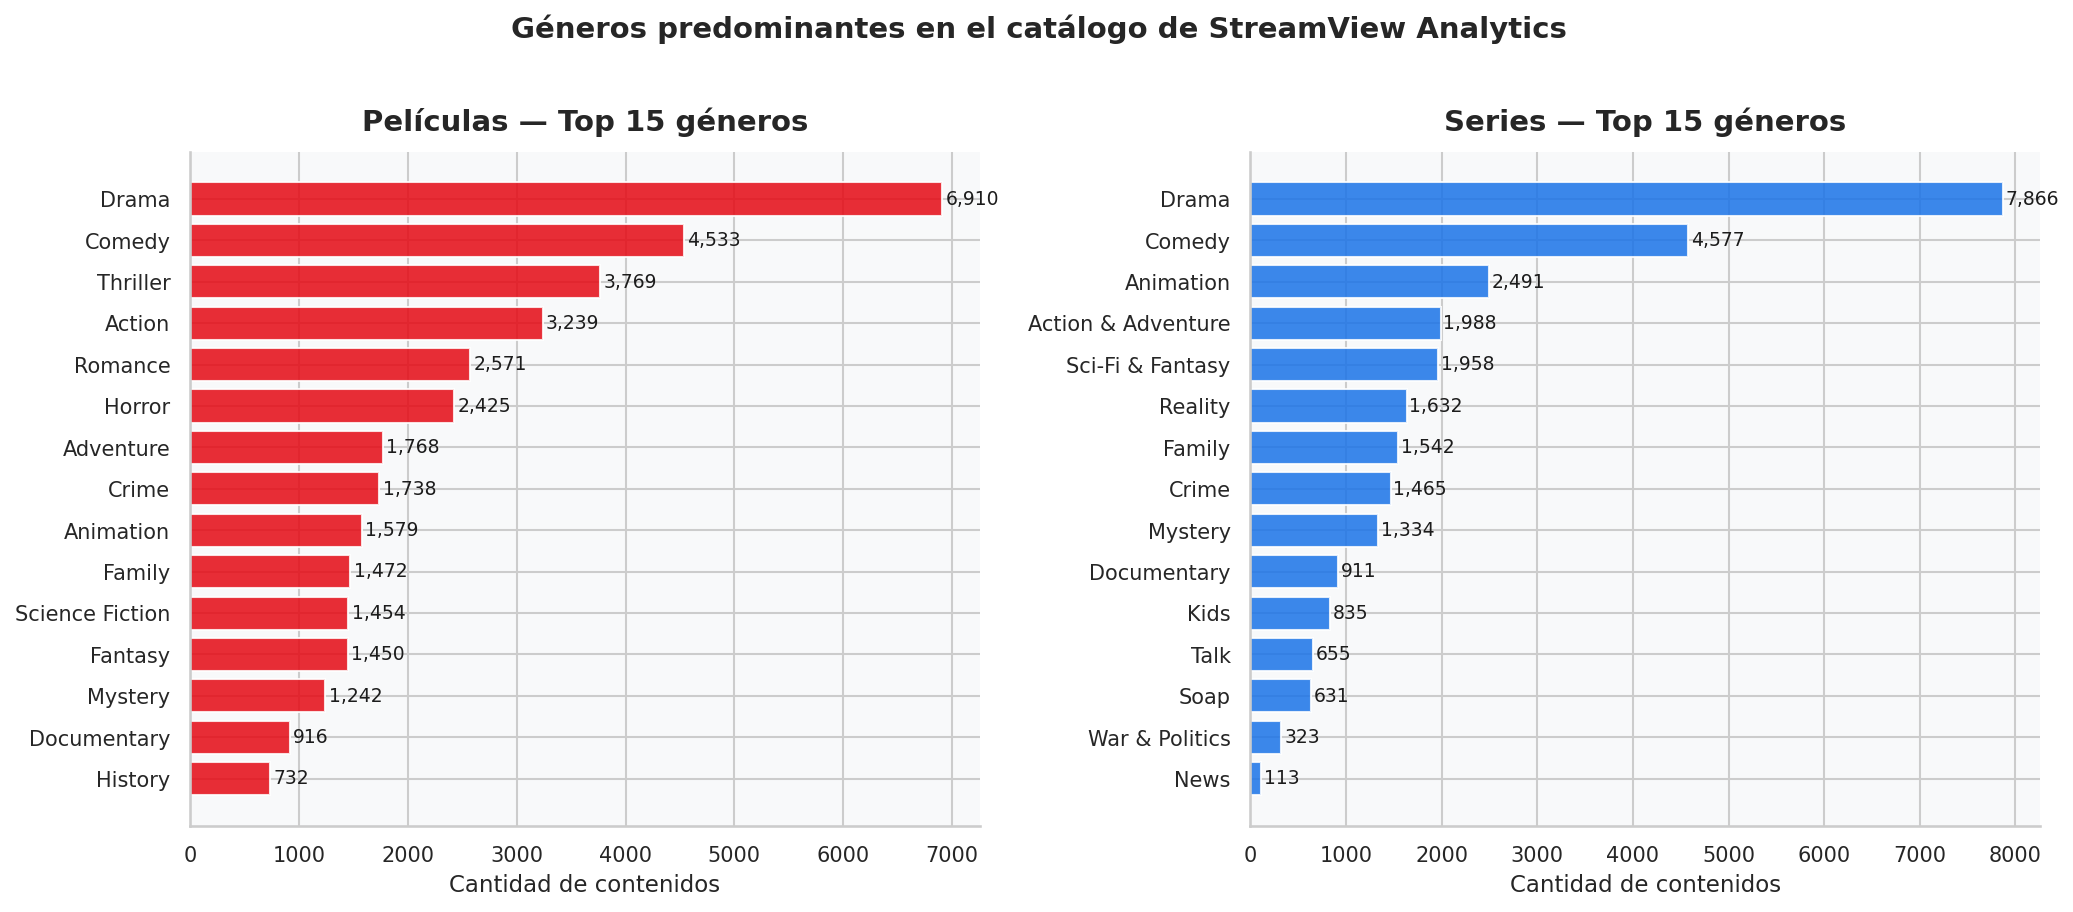 Géneros predominantes en el catálogo de StreamView Analytics
Películas — Top 15 géneros
Drama 6,910
Comedy 4,533
Thriller 3,769
Action 3,239
Romance 2,571
Horror 2,425
Adventure 1,768
Crime 1,738
Animation 1,579
Family 1,472
Science Fiction 1,454
Fantasy 1,450
Mystery 1,242
Documentary 916
History 732
0 1000 2000 3000 4000 5000 6000 7000
Cantidad de contenidos
Series — Top 15 géneros
Drama 7,866
Comedy 4,577
Animation 2,491
Action & Adventure 1,988
Sci-Fi & Fantasy 1,958
Reality 1,632
Family 1,542
Crime 1,465
Mystery 1,334
Documentary 911
Kids 835
Talk 655
Soap 631
War & Politics 323
News 113
0 1000 2000 3000 4000 5000 6000 7000 8000
Cantidad de contenidos